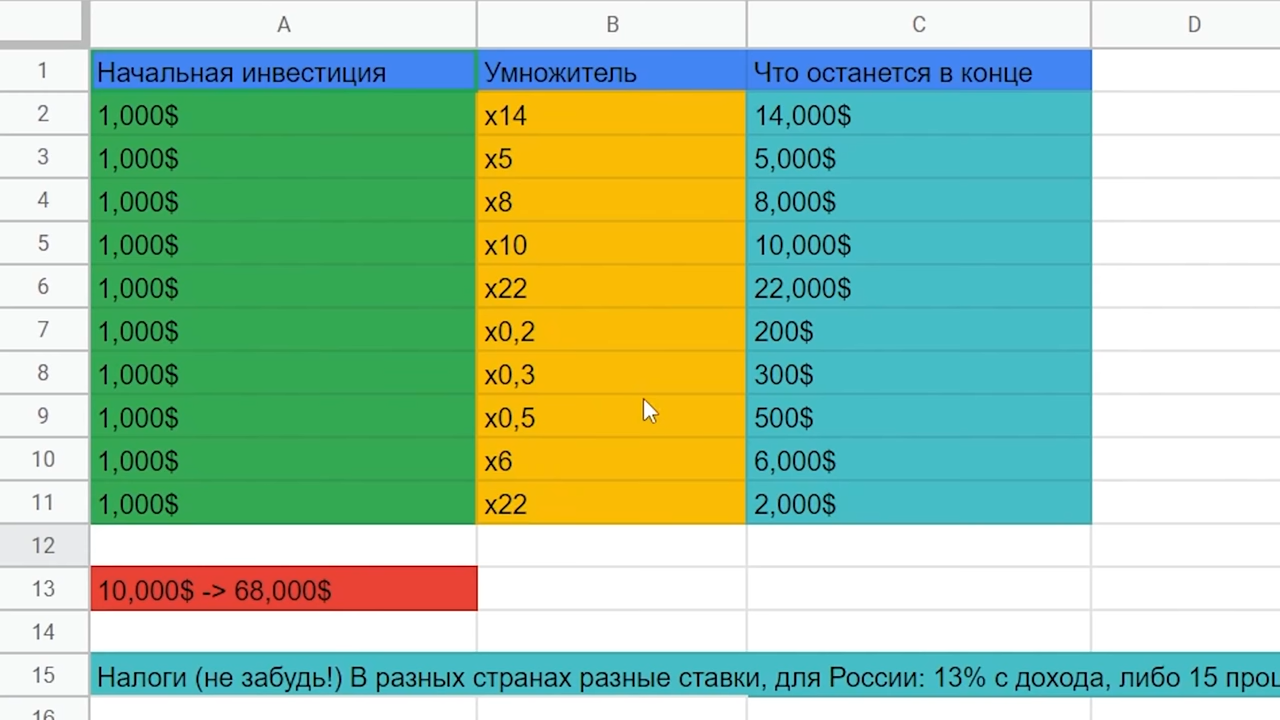 A B C D
1 Начальная инвестиция Умножитель Что останется в конце
2 1,000$ x14 14,000$
3 1,000$ x5 5,000$
4 1,000$ x8 8,000$
5 1,000$ x10 10,000$
6 1,000$ x22 22,000$
7 1,000$ x0,2 200$
8 1,000$ x0,3 300$
9 1,000$ x0,5 500$
10 1,000$ x6 6,000$
11 1,000$ x22 2,000$
12
13 10,000$ -> 68,000$
14
15 Налоги (не забудь!) В разных странах разные ставки, для России: 13% с дохода, либо 15
16